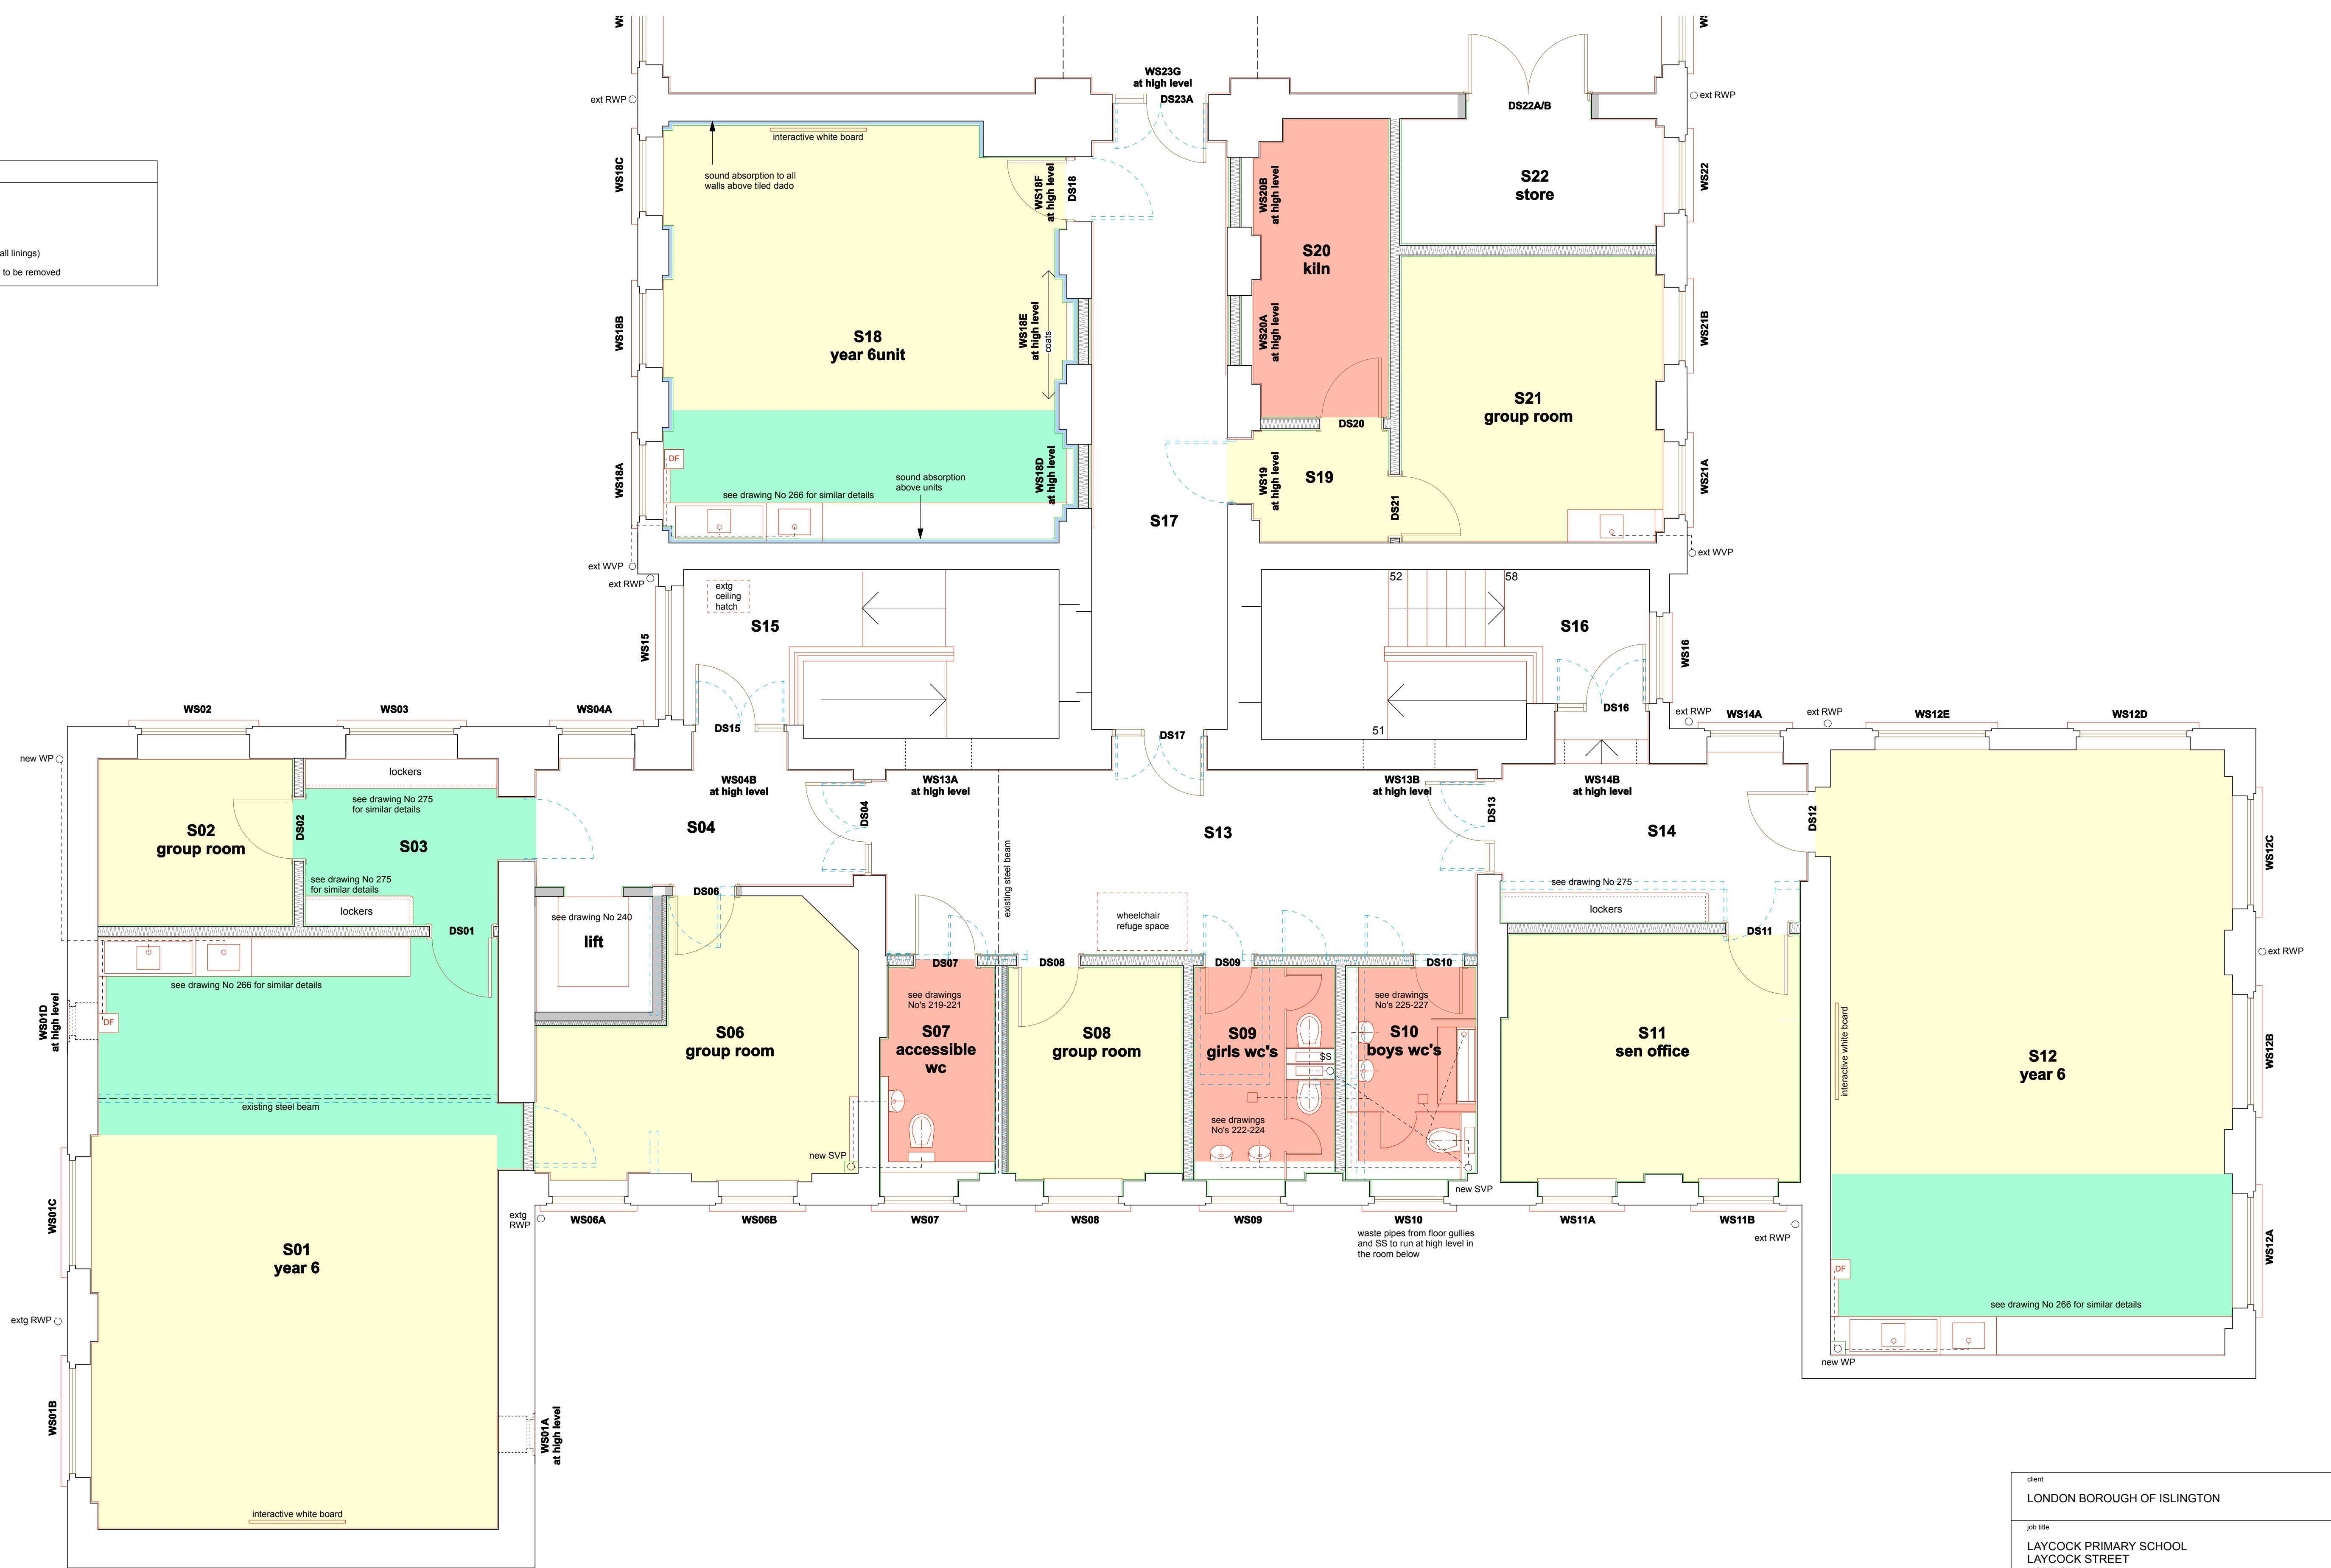 all linings)
to be removed
WS23G
at high level
DS23A
DS22A/B
ext RWP
ext RWP
interactive white board
sound absorption to all
walls above tiled dado
WS18C
WS18F
at high level
DS18
WS20B
at high level
S22
store
WS22
S20
kiln
WS18B
S18
year 6unit
WS18E
at high level
coats
WS20A
at high level
WS21B
S21
group room
DS20
WS18A
DF
see drawing No 266 for similar details
sound absorption
above units
WS18D
at high level
S17
WS19
at high level
S19
DS21
WS21A
ext WVP
ext RWP
ext WVP
extg
ceiling
hatch
S15
WS15
52
58
S16
WS16
51
DS15
DS17
DS16
WS02
WS03
WS04A
ext RWP
WS14A
ext RWP
WS12E
WS12D
new WP
lockers
see drawing No 275
for similar details
S02
group room
DS02
S03
see drawing No 275
for similar details
lockers
DS01
WS04B
at high level
S04
DS04
WS13A
at high level
existing steel beam
S13
WS13B
at high level
DS13
WS14B
at high level
S14
DS12
WS12C
see drawing No 275
lockers
DS11
DS06
see drawing No 240
lift
wheelchair
refuge space
DS07
DS08
DS09
DS10
see drawing No 266 for similar details
WS01D
at high level
DF
existing steel beam
S06
group room
see drawings
No's 219-221
S07
accessible
wc
S08
group room
S09
girls wc's
SS
see drawings
No's 222-224
see drawings
No's 225-227
S10
boys wc's
S11
sen office
interactive white board
S12
year 6
WS12B
ext RWP
new SVP
new SVP
WS01C
extg
RWP
WS06A
WS06B
WS07
WS08
WS09
WS10
WS11A
WS11B
waste pipes from floor gullies
and SS to run at high level in
the room below
ext RWP
WS12A
DF
see drawing No 266 for similar details
new WP
S01
year 6
extg RWP
WS01B
WS01A
at high level
interactive white board
client
LONDON BOROUGH OF ISLINGTON
job title
LAYCOCK PRIMARY SCHOOL
LAYCOCK STREET